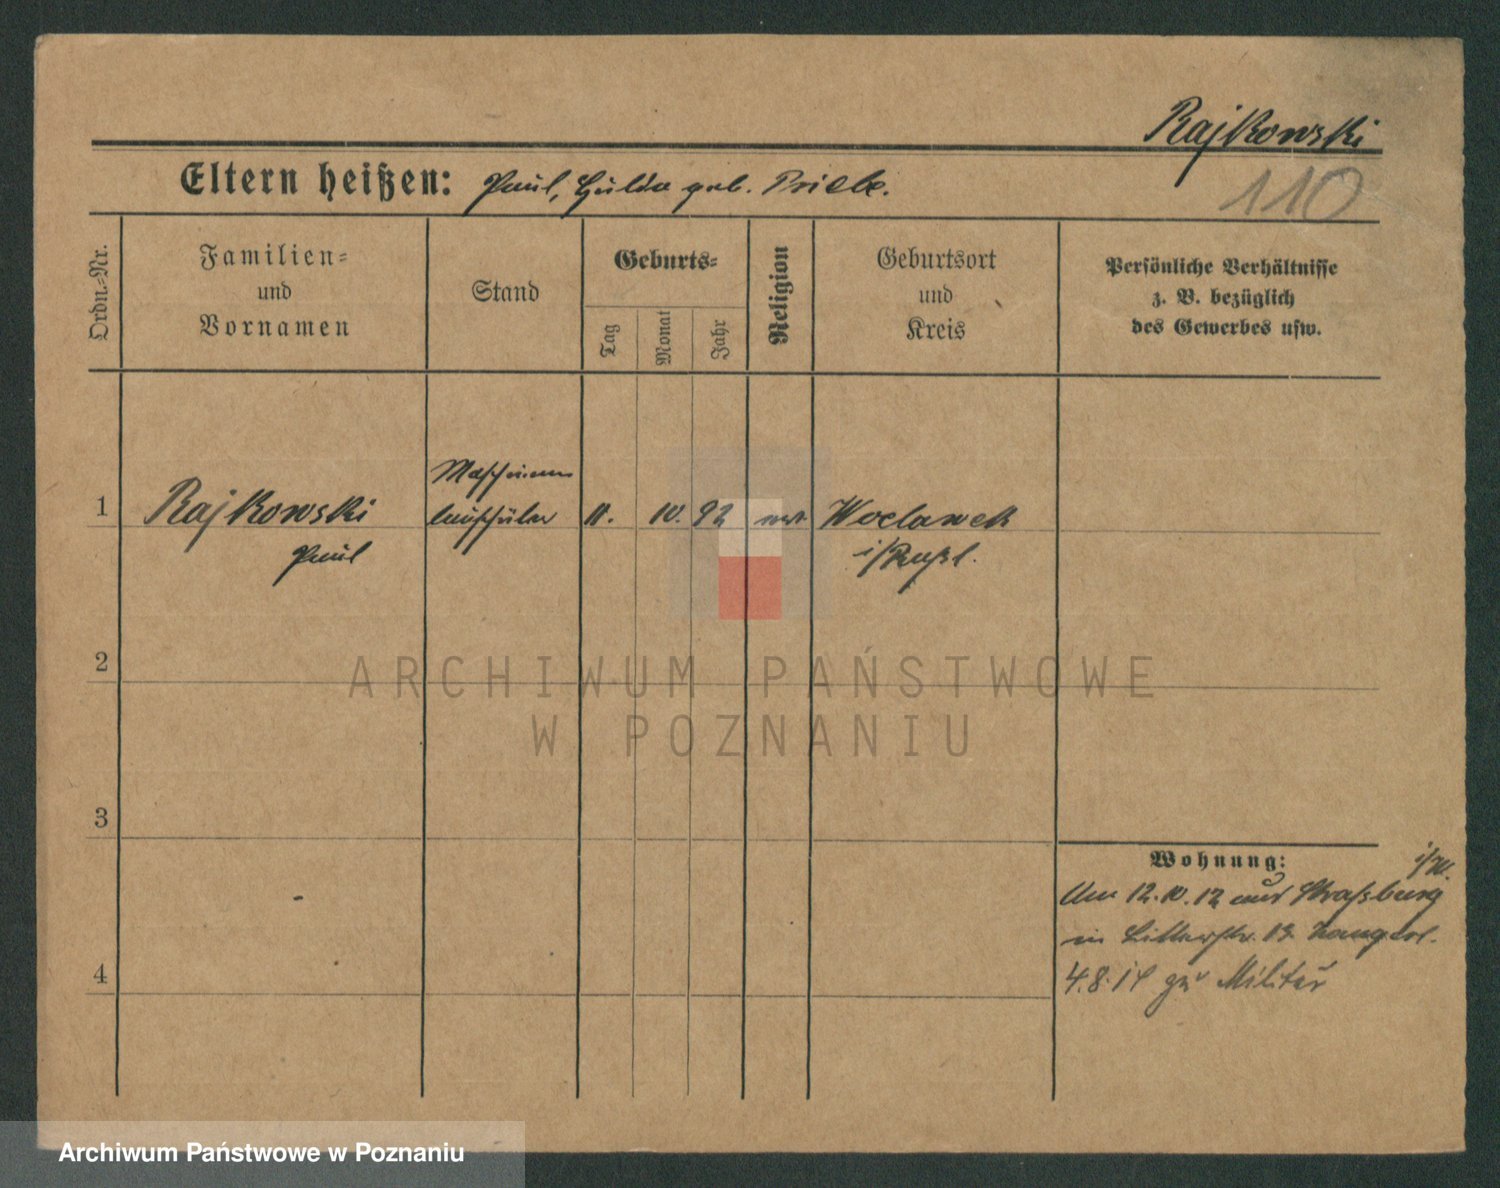 Rajkowski
110
Eltern heißen: Paul, Hulda geb. Priebe.
Ordn.-Nr.
Familien-
und
Vornamen
Stand
Geburts-
Tag
Monat
Jahr
Religion
Geburtsort
und
Kreis
Persönliche Verhältnisse
z. B. bezüglich
des Gewerbes usw.
1
Rajkowski
Paul
Maschinen
bauschüler
11.
10.
92
Woclawek
i/Rußl.
2
3
4
Wohnung:
i/W.
Am 12.10.12 aus Straßburg
in
4.8.14 zu Militär
ARCHIWUM PAŃSTWOWE
W POZNANIU
Archiwum Państwowe w Poznaniu